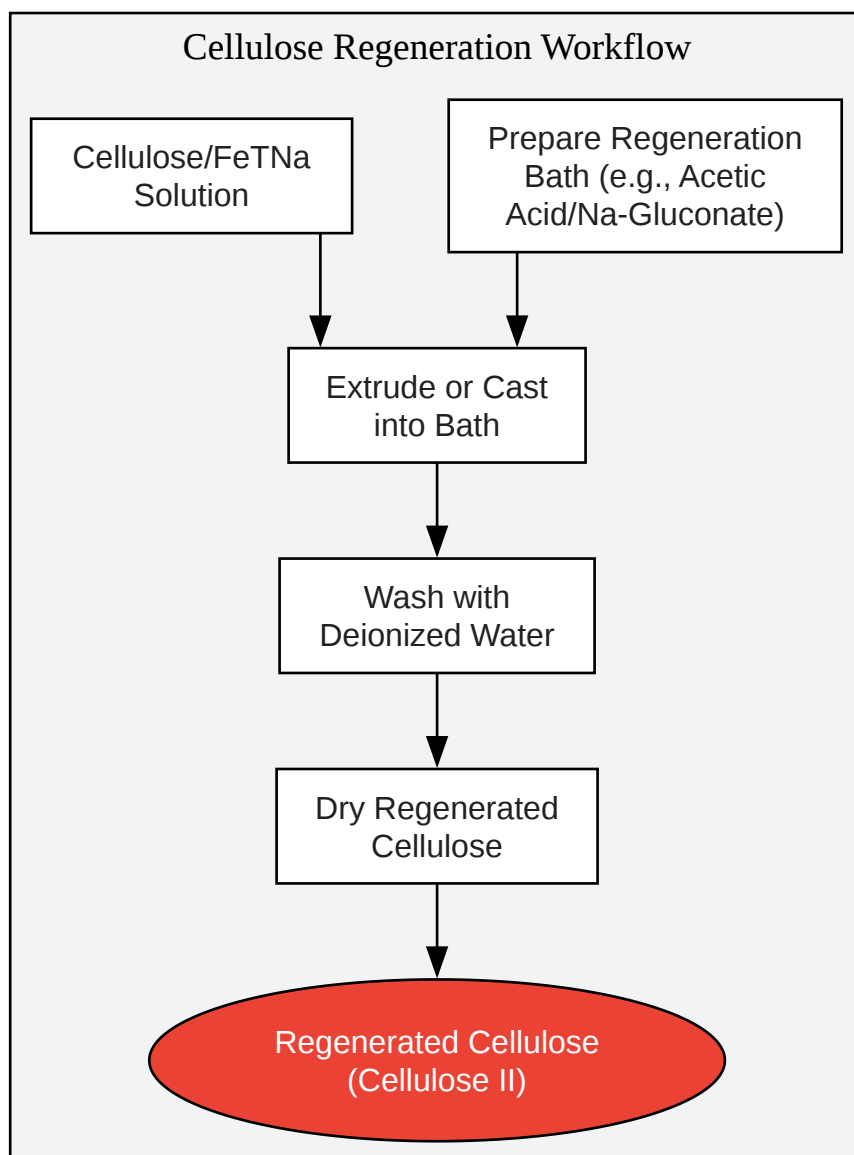 Cellulose Regeneration Workflow
Cellulose/FeTNa
Solution
Prepare Regeneration
Bath (e.g., Acetic
Acid/Na-Gluconate)
Extrude or Cast
into Bath
Wash with
Deionized Water
Dry Regenerated
Cellulose
Regenerated Cellulose
(Cellulose II)